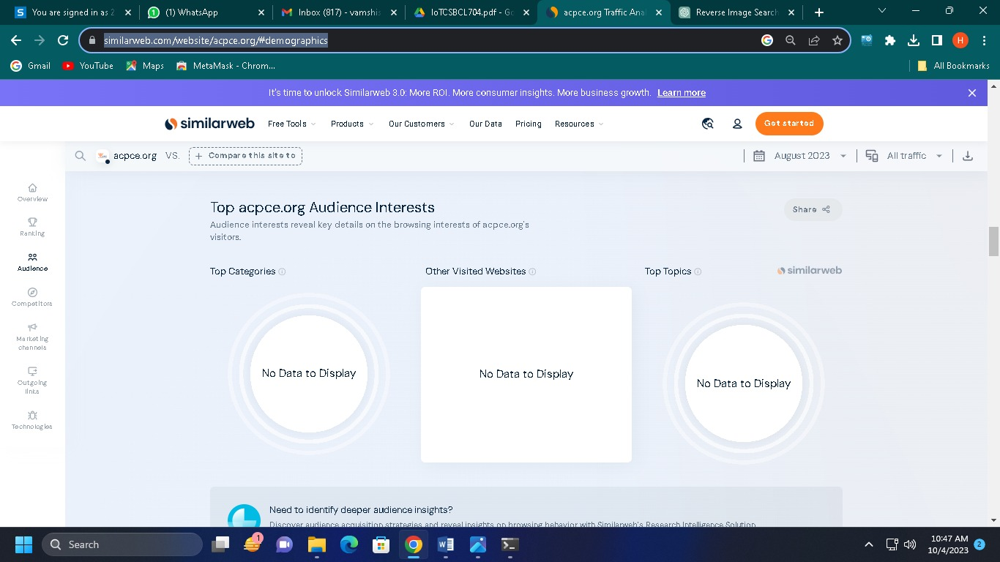 You are signed in as 2
(1) WhatsApp
Inbox (817) - vamshis
IoTCSBCL704.pdf - Go
acpce.org Traffic Anal
Reverse Image Search
similarweb.com/website/acpce.org/#demographics
H
Gmail
YouTube
Maps
MetaMask - Chrom...
All Bookmarks
It's time to unlock Similarweb 3.0: More ROI. More consumer insights. More business growth. Learn more
similarweb
Free Tools
Products
Our Customers
Our Data
Pricing
Resources
Get started
acpce.org
VS.
+ Compare this site to
August 2023
All traffic
Overview
Ranking
Audience
Competitors
Marketing
channels
Outgoing
links
Technologies
Top acpce.org Audience Interests
Share
Audience interests reveal key details on the browsing interests of acpce.org's
visitors.
Top Categories
Other Visited Websites
Top Topics
similarweb
No Data to Display
No Data to Display
No Data to Display
Need to identify deeper audience insights?
Discover audience acquisition strategies and reveal insights on browsing behavior with Similarweb's Research Intelligence Solution
Search
1
10:47 AM
10/4/2023
2